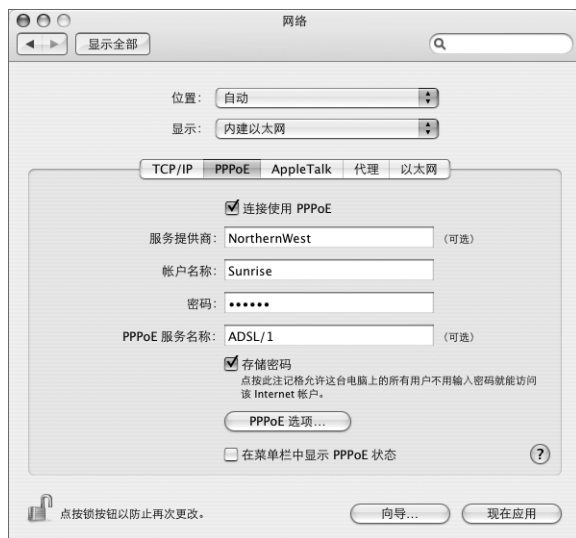 网络
显示全部
位置: 自动
显示: 内建以太网
TCP/IP PPPoE AppleTalk 代理 以太网
连接使用 PPPoE
服务提供商: NorthernWest (可选)
帐户名称: Sunrise
密码: ••••••
PPPoE 服务名称: ADSL/1 (可选)
存储密码
点按此注记格允许这台电脑上的所有用户不用输入密码就能访问
该 Internet 帐户。
PPPoE 选项...
在菜单栏中显示 PPPoE 状态
?
点按锁按钮以防止再次更改。
向导...
现在应用